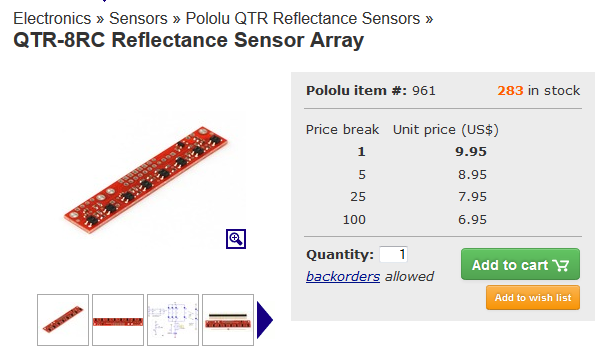 Electronics » Sensors » Pololu QTR Reflectance Sensors »
QTR-8RC Reflectance Sensor Array
Pololu item #: 961 283 in stock
Price break Unit price (US$)
1 9.95
5 8.95
25 7.95
100 6.95
Quantity: 1
backorders allowed
Add to cart
Add to wish list